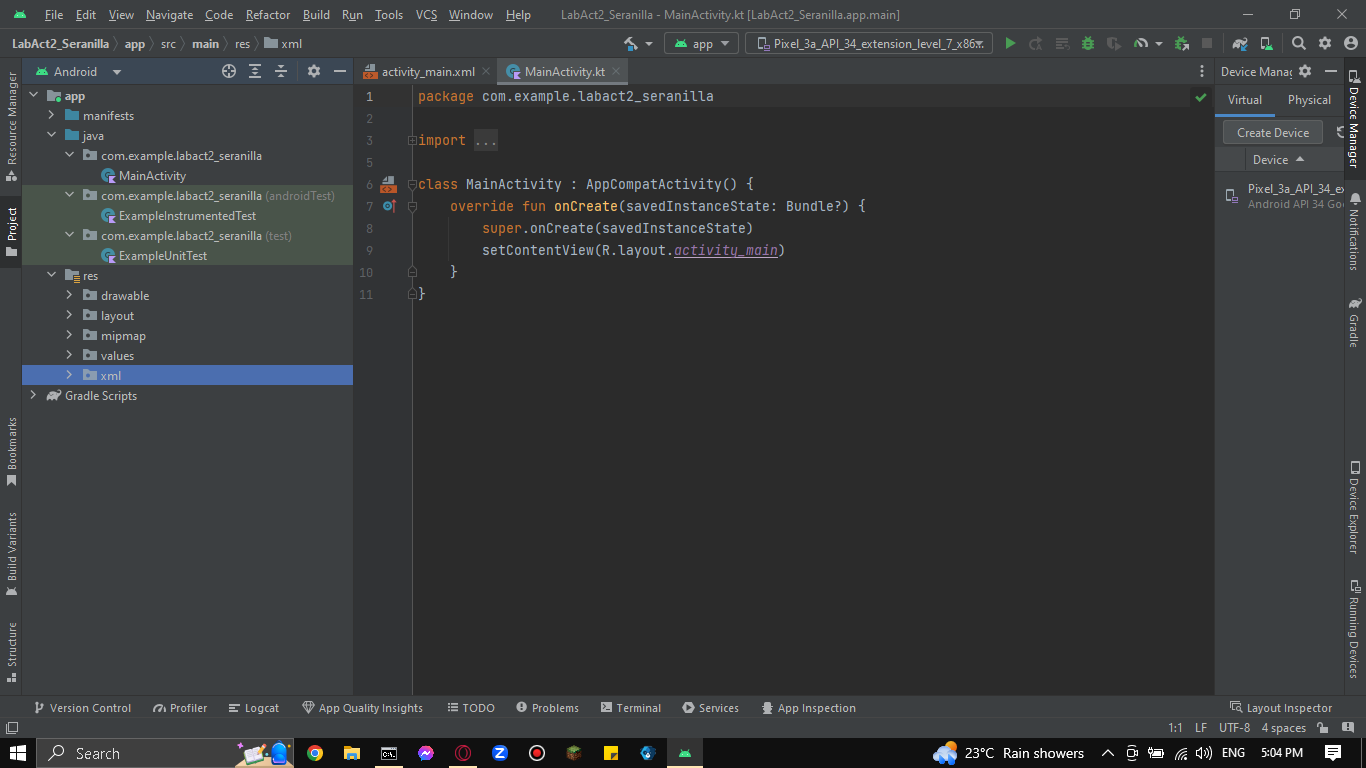 File Edit View Navigate Code Refactor Build Run Tools VCS Window Help LabAct2_Seranilla - MainActivity.kt [LabAct2_Seranilla.app.main]
LabAct2_Seranilla app src main res xml app Pixel_3a_API_34_extension_level_7_x86
Android activity_main.xml MainActivity.kt Device Manag
Virtual Physical
Create Device
Device
Pixel_3a_API_34_ex
Android API 34 Goo
app
manifests
java
com.example.labact2_seranilla
MainActivity
com.example.labact2_seranilla (androidTest)
ExampleInstrumentedTest
com.example.labact2_seranilla (test)
ExampleUnitTest
res
drawable
layout
mipmap
values
xml
Gradle Scripts
1 package com.example.labact2_seranilla
2
3 import ...
5
6 class MainActivity : AppCompatActivity() {
7 override fun onCreate(savedInstanceState: Bundle?) {
8 super.onCreate(savedInstanceState)
9 setContentView(R.layout.activity_main)
10 }
11 }
Resource Manager
Project
Bookmarks
Build Variants
Structure
Device Manager
Notifications
Gradle
Device Explorer
Running Devices
Version Control Profiler Logcat App Quality Insights TODO Problems Terminal Services App Inspection Layout Inspector
1:1 LF UTF-8 4 spaces
Search 23°C Rain showers ENG 5:04 PM